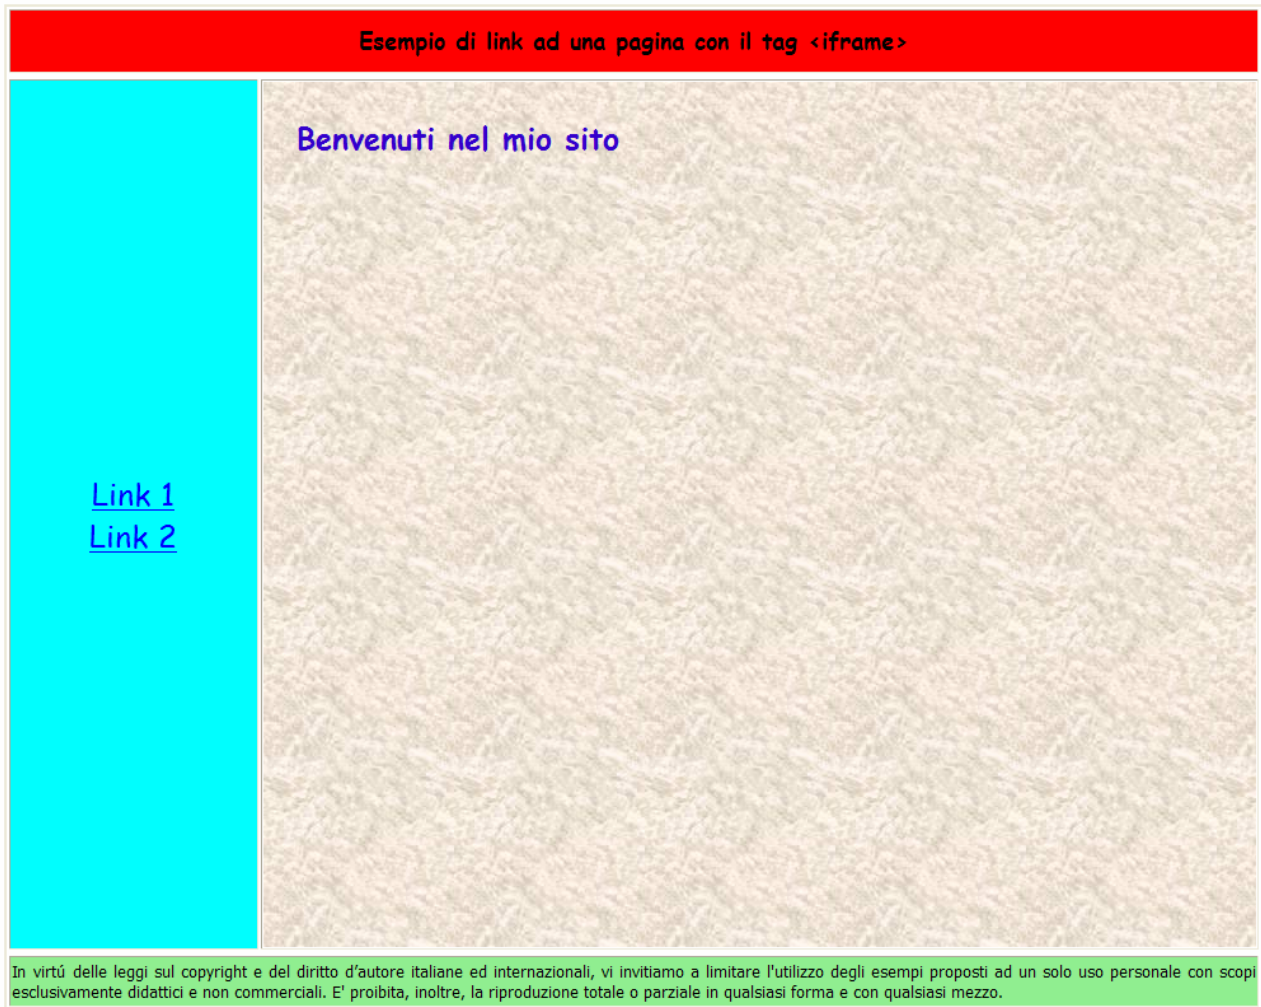 Esempio di link ad una pagina con il tag <iframe>
Benvenuti nel mio sito
Link 1
Link 2
In virtú delle leggi sul copyright e del diritto d’autore italiane ed internazionali, vi invitiamo a limitare l'utilizzo degli esempi proposti ad un solo uso personale con scopi
esclusivamente didattici e non commerciali. E' proibita, inoltre, la riproduzione totale o parziale in qualsiasi forma e con qualsiasi mezzo.